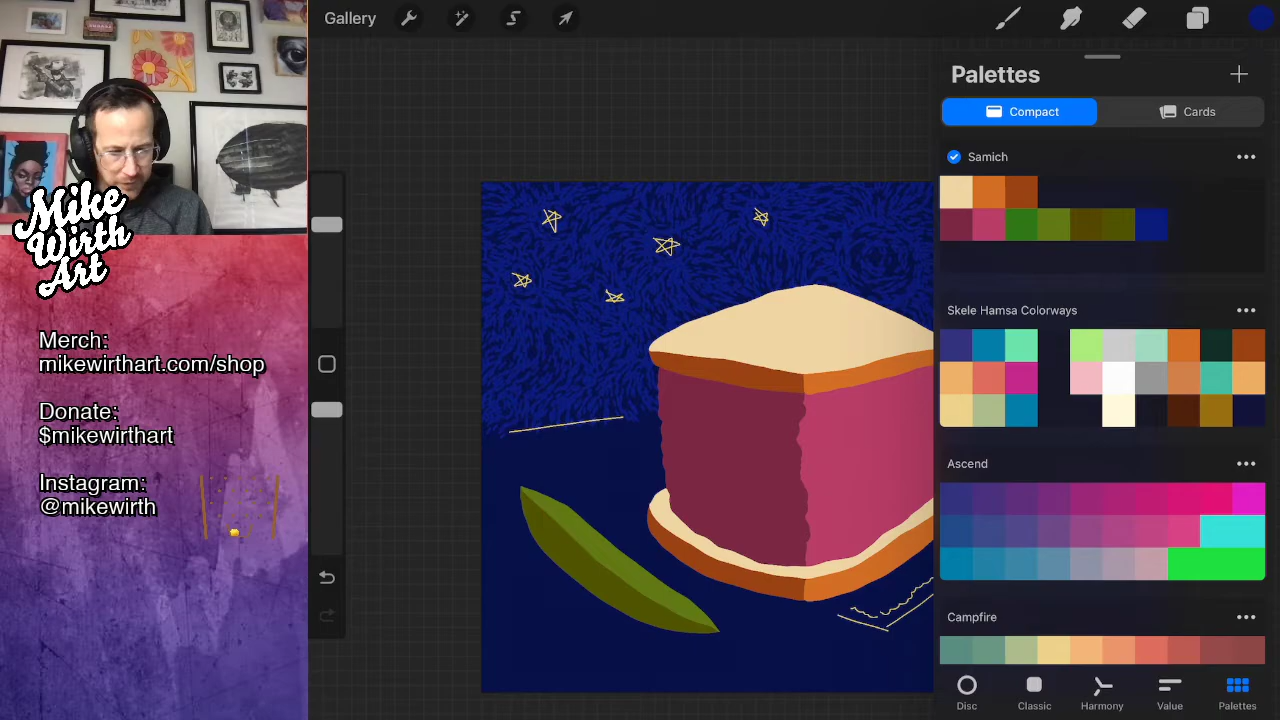 Gallery
Palettes
Compact
Cards
Samich
Skele Hamsa Colorways
Ascend
Campfire
Disc
Classic
Harmony
Value
Palettes
Mike
Wirth
Art
Merch:
mikewirthart.com/shop
Donate:
$mikewirthart
Instagram:
@mikewirth